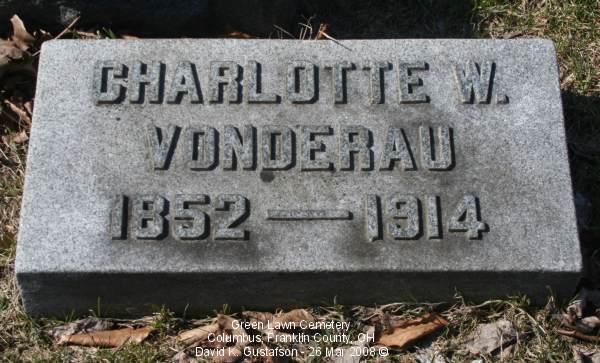 CHARLOTTE W.
VONDERAU
1852 — 1914
Green Lawn Cemetery
Columbus, Franklin County, OH
David K. Gustafson - 26 Mar 2008 ©